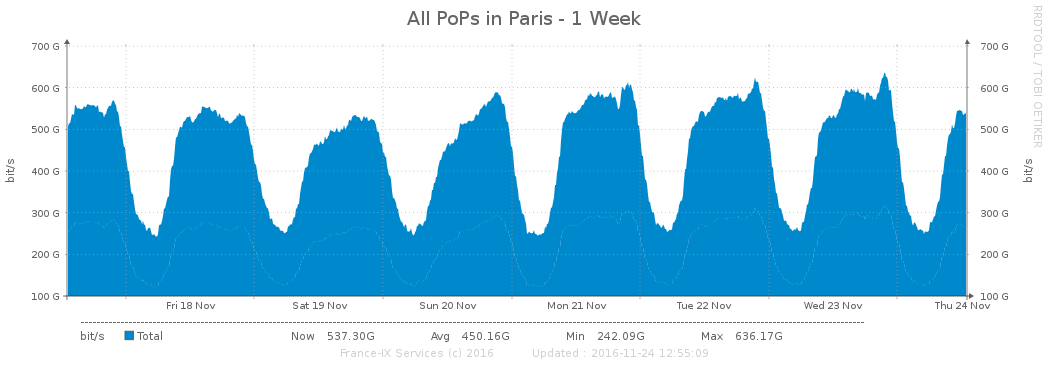 All PoPs in Paris - 1 Week
RRDTOOL / TOBI OETIKER
700 G 700 G
600 G 600 G
500 G 500 G
400 G 400 G
300 G 300 G
200 G 200 G
100 G 100 G
bit/s
bit/s
Fri 18 Nov Sat 19 Nov Sun 20 Nov Mon 21 Nov Tue 22 Nov Wed 23 Nov Thu 24 Nov
bit/s Total Now 537.30G Avg 450.16G Min 242.09G Max 636.17G
France-IX Services (c) 2016 Updated : 2016-11-24 12:55:09